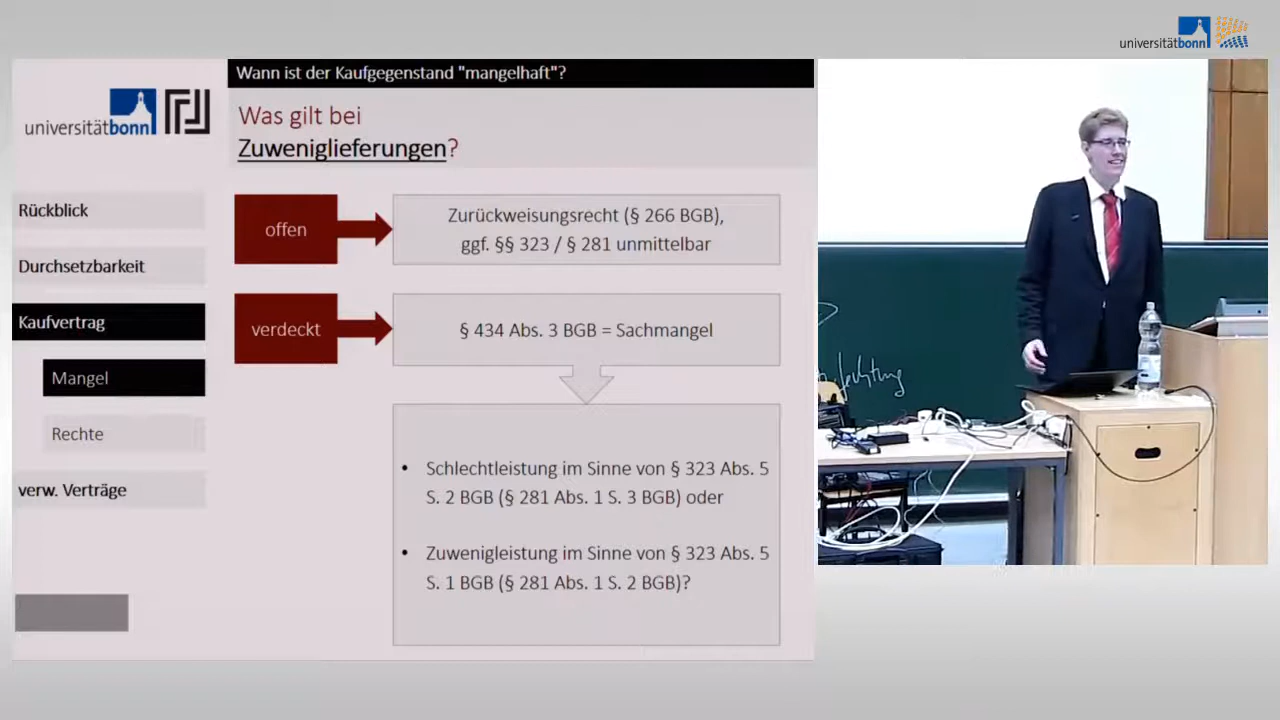 universitätbonn
Wann ist der Kaufgegenstand "mangelhaft"?
universitätbonn
Was gilt bei
Zuweniglieferungen?
Rückblick
Durchsetzbarkeit
Kaufvertrag
Mangel
Rechte
verw. Verträge
offen
Zurückweisungsrecht (§ 266 BGB),
ggf. §§ 323 / § 281 unmittelbar
verdeckt
§ 434 Abs. 3 BGB = Sachmangel
• Schlechtleistung im Sinne von § 323 Abs. 5
S. 2 BGB (§ 281 Abs. 1 S. 3 BGB) oder
• Zuwenigleistung im Sinne von § 323 Abs. 5
S. 1 BGB (§ 281 Abs. 1 S. 2 BGB)?